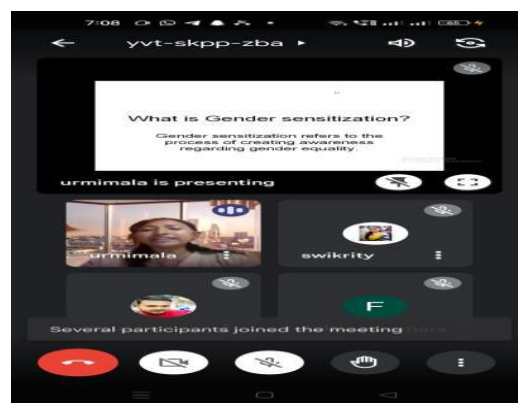 7:08
yvt-skpp-zba
What is Gender sensitization?
Gender sensitization refers to the
process of creating awareness
regarding gender equality.
urmimala is presenting
urmimala
swikrity
F
Several participants joined the meeting